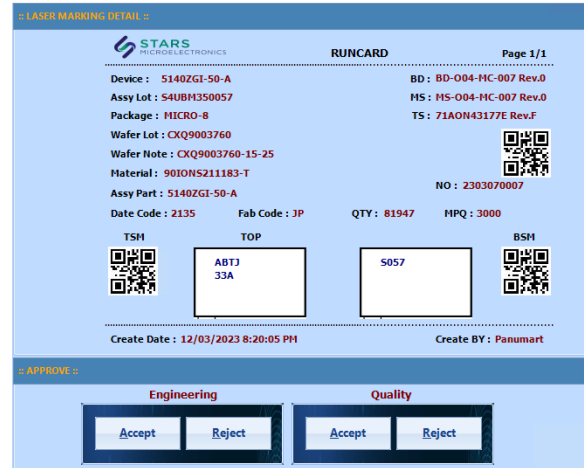 :: LASER MARKING DETAIL ::
STARS
MICROELECTRONICS
RUNCARD
Page 1/1
Device : 5140ZGI-50-A
BD : BD-O04-MC-007 Rev.0
Assy Lot : S4UBM350057
MS : MS-O04-MC-007 Rev.0
Package : MICRO-8
TS : 71AON43177E Rev.F
Wafer Lot : CXQ9003760
Wafer Note : CXQ9003760-15-25
Material : 90IONS211183-T
NO : 2303070007
Assy Part : 5140ZGI-50-A
Date Code : 2135 Fab Code : JP QTY : 81947 MPQ : 3000
TSM TOP BSM
ABTJ
33A
S057
Create Date : 12/03/2023 8:20:05 PM Create BY : Panumart
:: APPROVE ::
Engineering Quality
Accept Reject Accept Reject